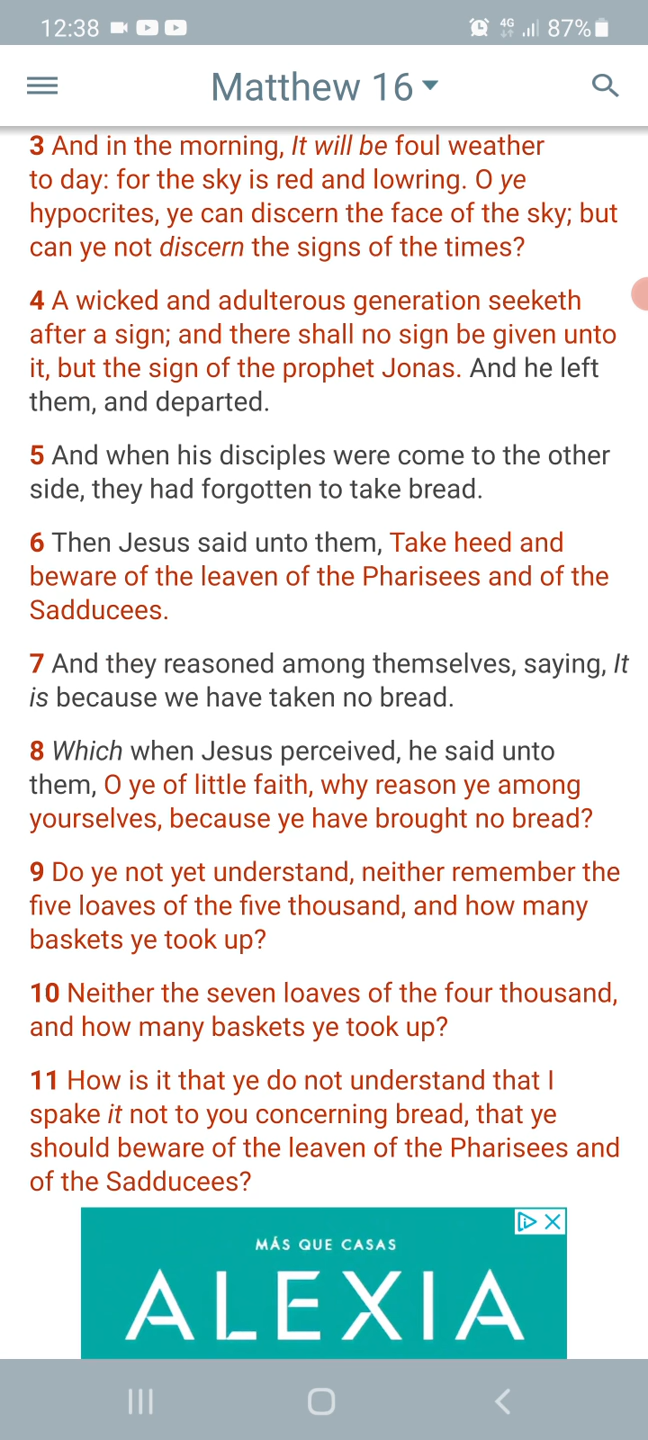 12:38
4G
87%
Matthew 16
3 And in the morning, It will be foul weather
to day: for the sky is red and lowring. O ye
hypocrites, ye can discern the face of the sky; but
can ye not discern the signs of the times?
4 A wicked and adulterous generation seeketh
after a sign; and there shall no sign be given unto
it, but the sign of the prophet Jonas. And he left
them, and departed.
5 And when his disciples were come to the other
side, they had forgotten to take bread.
6 Then Jesus said unto them, Take heed and
beware of the leaven of the Pharisees and of the
Sadducees.
7 And they reasoned among themselves, saying, It
is because we have taken no bread.
8 Which when Jesus perceived, he said unto
them, O ye of little faith, why reason ye among
yourselves, because ye have brought no bread?
9 Do ye not yet understand, neither remember the
five loaves of the five thousand, and how many
baskets ye took up?
10 Neither the seven loaves of the four thousand,
and how many baskets ye took up?
11 How is it that ye do not understand that I
spake it not to you concerning bread, that ye
should beware of the leaven of the Pharisees and
of the Sadducees?
MÁS QUE CASAS
ALEXIA